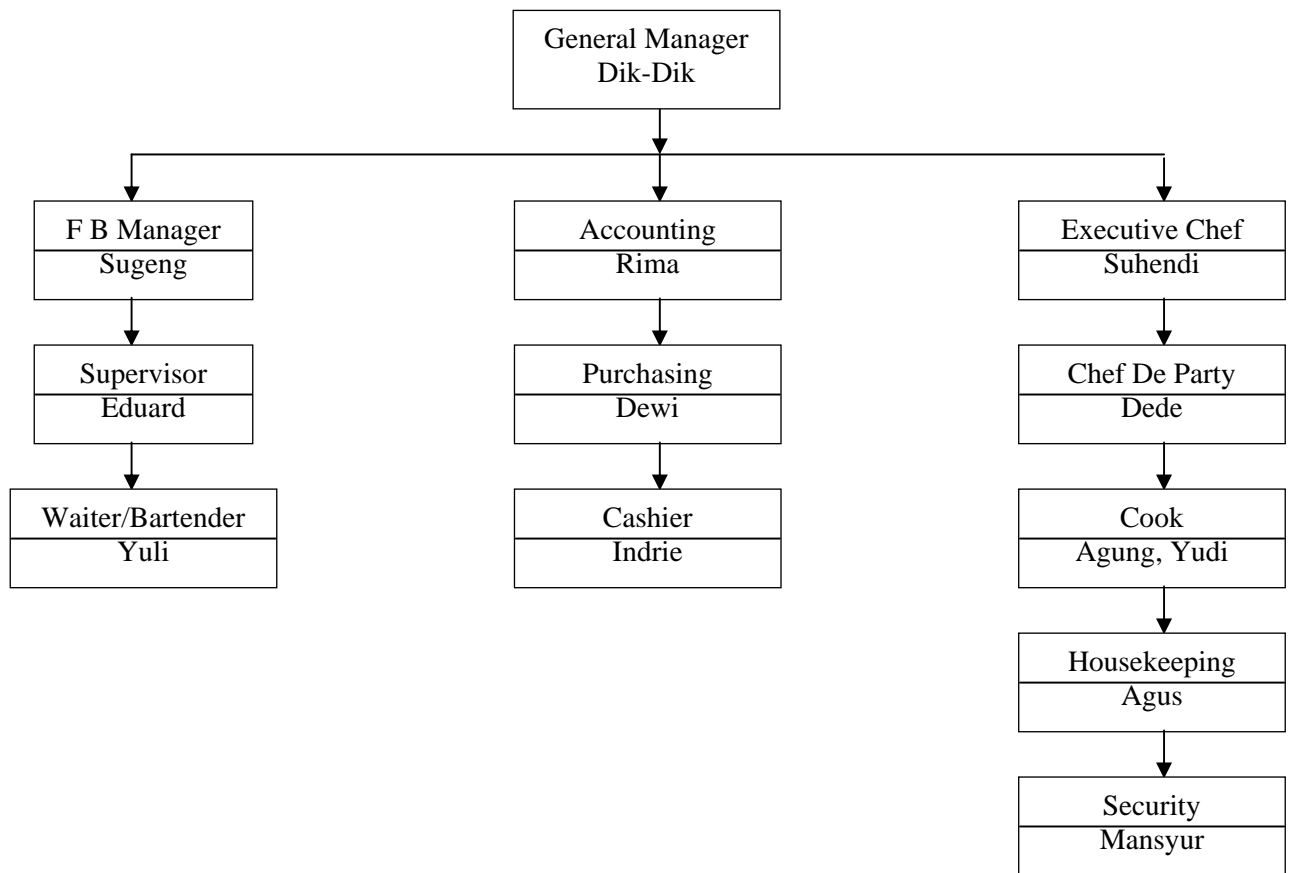 General Manager
Dik-Dik
F B Manager
Sugeng
Accounting
Rima
Executive Chef
Suhendi
Supervisor
Eduard
Purchasing
Dewi
Chef De Party
Dede
Waiter/Bartender
Yuli
Cashier
Indrie
Cook
Agung, Yudi
Housekeeping
Agus
Security
Mansyur